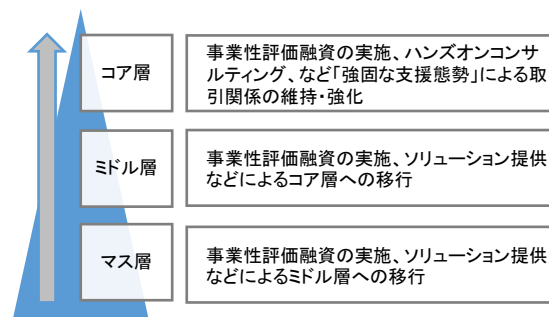 コア層
事業性評価融資の実施、ハンズオンコンサ
ルティング、など「強固な支援態勢」による取
引関係の維持・強化
ミドル層
事業性評価融資の実施、ソリューション提供
などによるコア層への移行
マス層
事業性評価融資の実施、ソリューション提供
などによるミドル層への移行